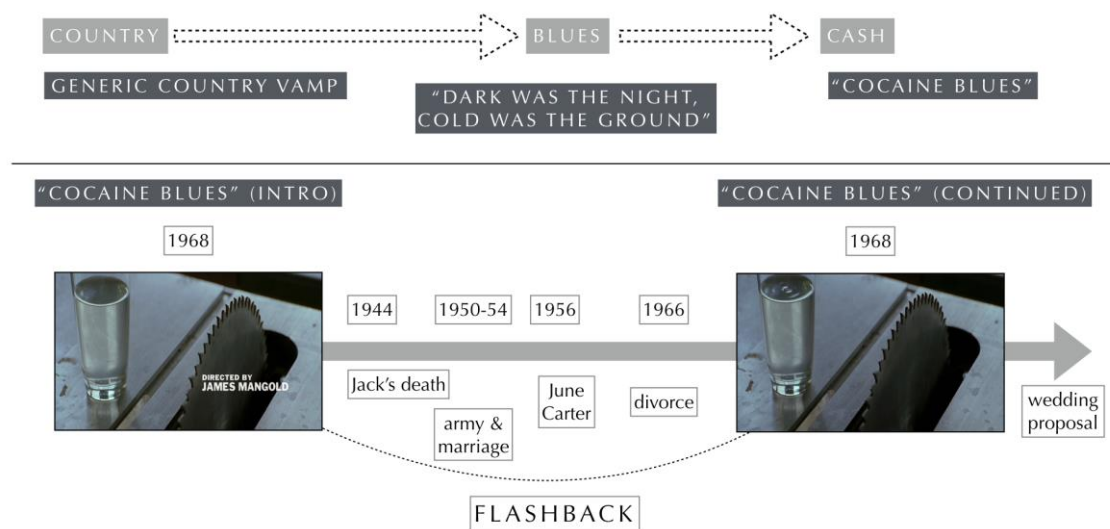 COUNTRY
BLUES
CASH
GENERIC COUNTRY VAMP
“DARK WAS THE NIGHT,
COLD WAS THE GROUND”
“COCAINE BLUES”
“COCAINE BLUES” (INTRO)
“COCAINE BLUES” (CONTINUED)
1968
1968
1944
1950-54
1956
1966
DIRECTED BY
JAMES MANGOLD
Jack's death
army &
marriage
June
Carter
divorce
wedding
proposal
FLASHBACK